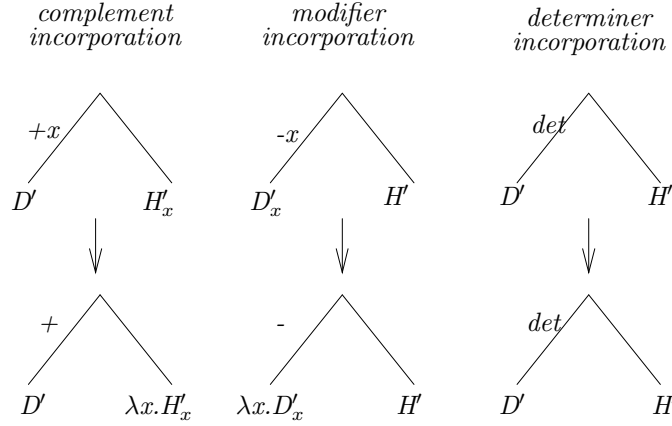 complement modifier determiner
incorporation incorporation incorporation
+x -x det
D′ H′ₓ D′ₓ H′ D′ H′
+ - det
D′ λx.H′ₓ λx.D′ₓ H′ D′ H